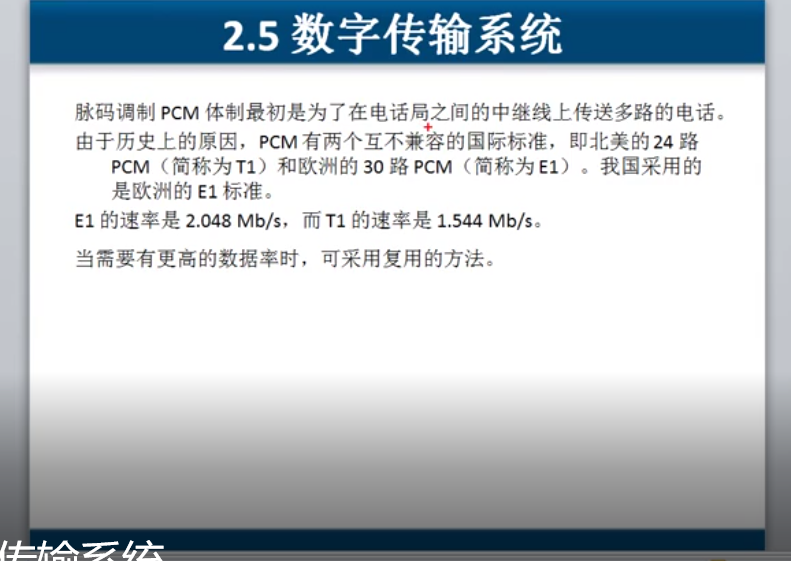 2.5 数字传输系统
脉码调制 PCM 体制最初是为了在电话局之间的中继线上传送多路的电话。
由于历史上的原因，PCM 有两个互不兼容的国际标准，即北美的 24 路
PCM（简称为 T1）和欧洲的 30 路 PCM（简称为 E1）。我国采用的
是欧洲的 E1 标准。
E1 的速率是 2.048 Mb/s，而 T1 的速率是 1.544 Mb/s。
当需要有更高的数据率时，可采用复用的方法。
传输系统